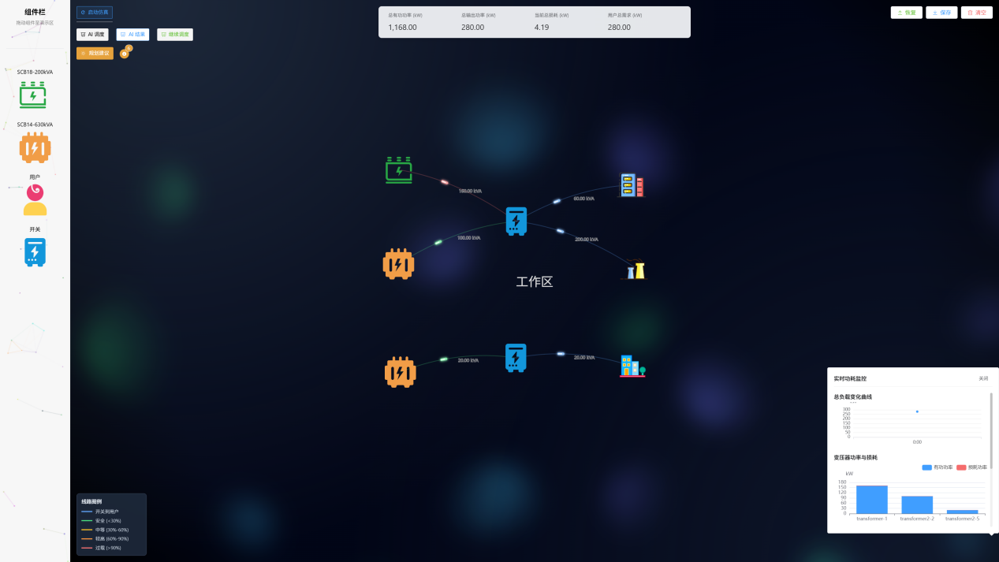 组件栏
拖动组件至展示区
SCB18-200kVA
SCB14-630kVA
用户
开关
启动仿真
AI 调度
AI 结果
继续调度
规划建议
6
总有功功率 (kW)
总输出功率 (kW)
当前总损耗 (kW)
用户总需求 (kW)
1,168.00
280.00
4.19
280.00
恢复
保存
清空
160.00 kVA
60.00 kVA
100.00 kVA
200.00 kVA
工作区
20.00 kVA
20.00 kVA
线路图例
开关到用户
安全 (<30%)
中等 (30%-60%)
较高 (60%-90%)
过载 (>90%)
实时功耗监控
关闭
总负载变化曲线
300
250
200
150
100
50
0
0:00
变压器功率与损耗
有功功率
损耗功率
kW
180
150
120
90
60
30
0
transformer-1
transformer2-2
transformer2-5